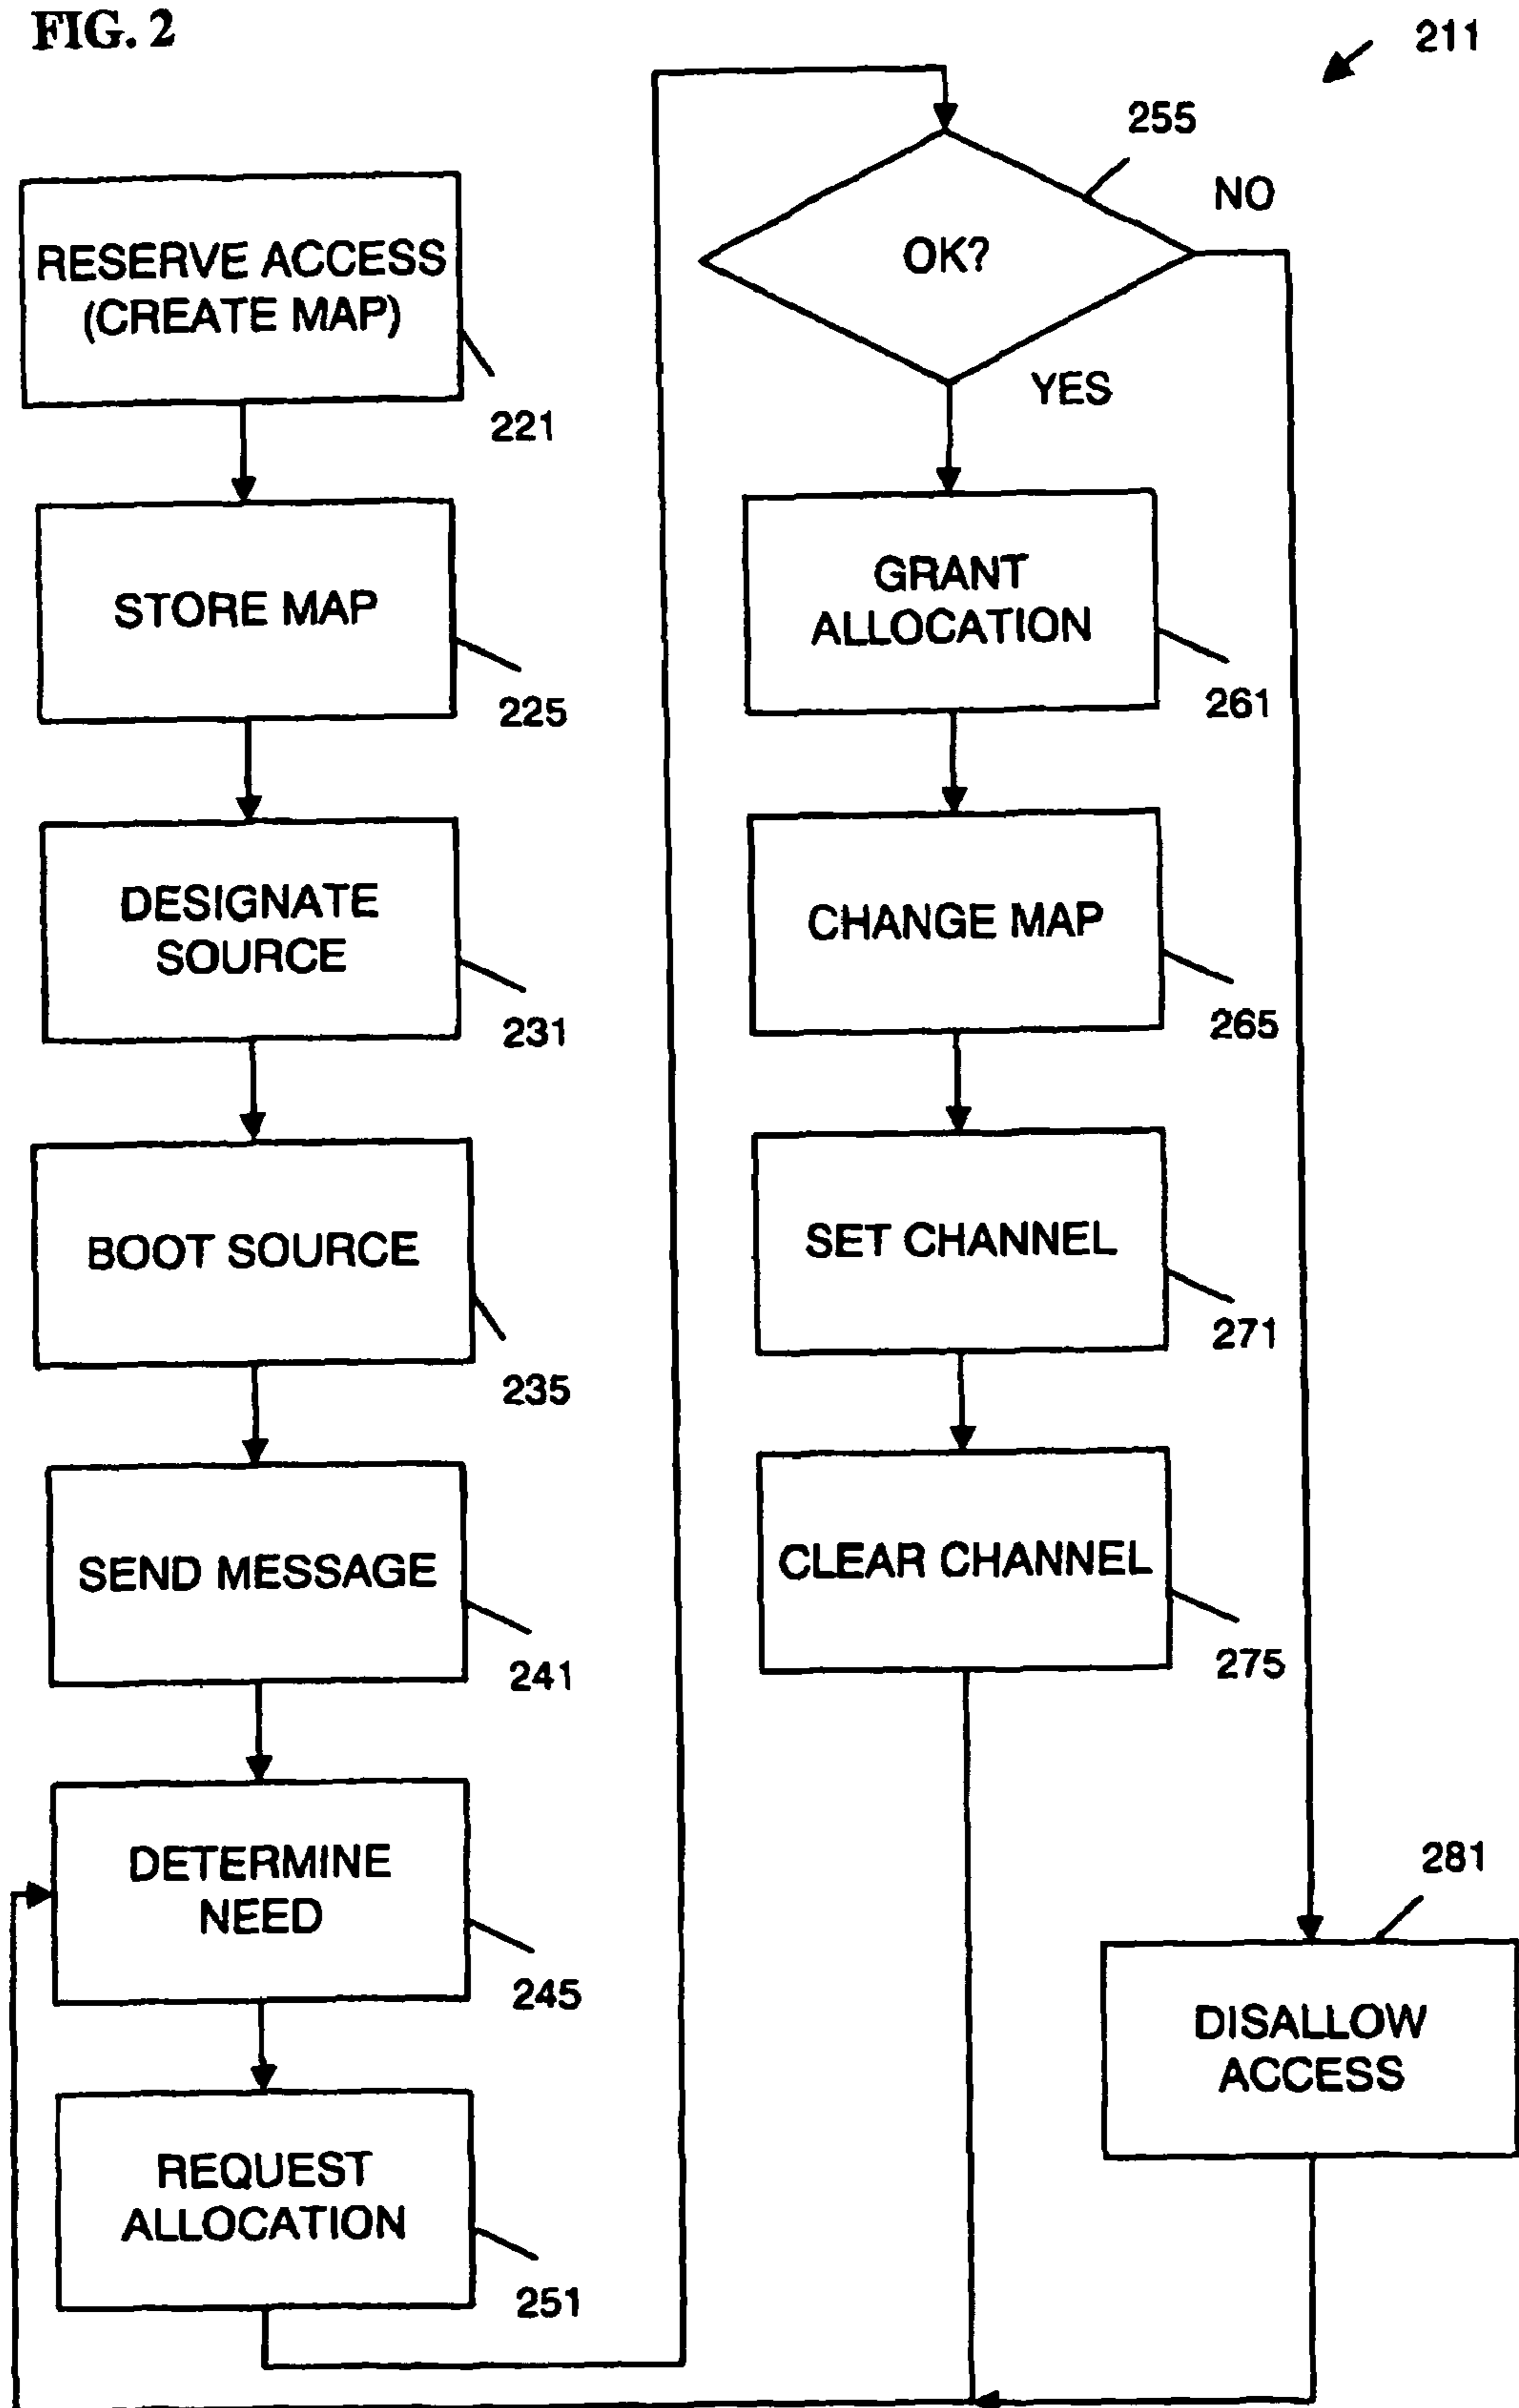 FIG. 2
211
RESERVE ACCESS
(CREATE MAP)
221
STORE MAP
225
DESIGNATE
SOURCE
231
BOOT SOURCE
235
SEND MESSAGE
241
DETERMINE
NEED
245
REQUEST
ALLOCATION
251
255
OK?
NO
YES
GRANT
ALLOCATION
261
CHANGE MAP
265
SET CHANNEL
271
CLEAR CHANNEL
275
281
DISALLOW
ACCESS